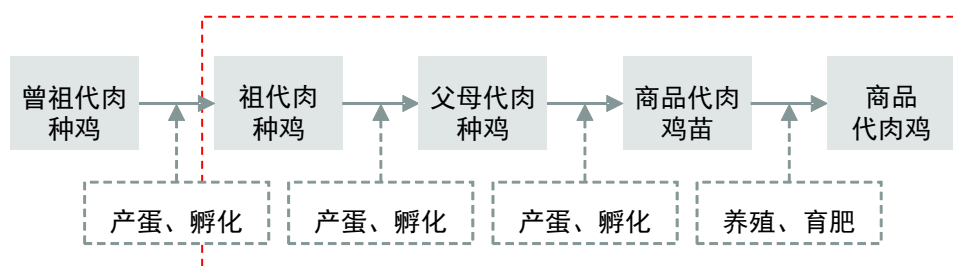 曾祖代肉
种鸡
祖代肉
种鸡
父母代肉
种鸡
商品代肉
鸡苗
商品
代肉鸡
产蛋、孵化
产蛋、孵化
产蛋、孵化
养殖、育肥